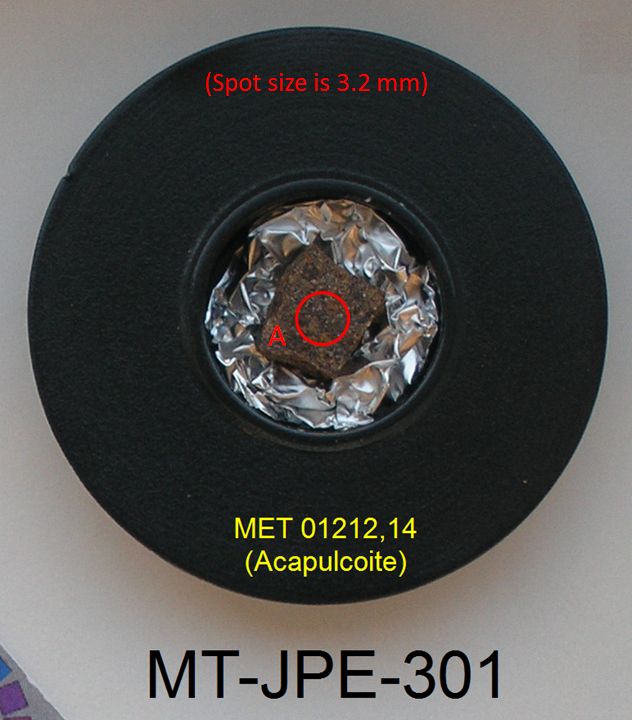 (Spot size is 3.2 mm)
A
MET 01212,14
(Acapulcoite)
MT-JPE-301